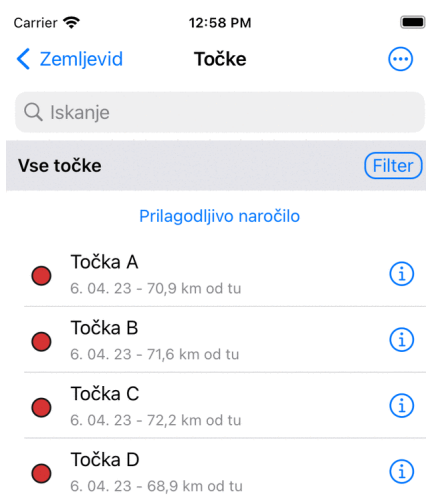 Carrier 12:58 PM
Zemljevid Točke
Iskanje
Vse točke Filter
Prilagodljivo naročilo
Točka A
6. 04. 23 - 70,9 km od tu
Točka B
6. 04. 23 - 71,6 km od tu
Točka C
6. 04. 23 - 72,2 km od tu
Točka D
6. 04. 23 - 68,9 km od tu